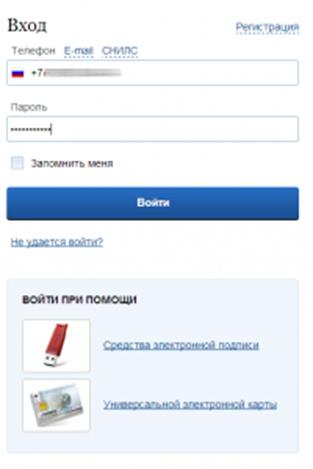 Вход Регистрация
Телефон E-mail СНИЛС
+7
Пароль
Запомнить меня
Войти
Не удается войти?
ВОЙТИ ПРИ ПОМОЩИ
Средства электронной подписи
Универсальной электронной карты